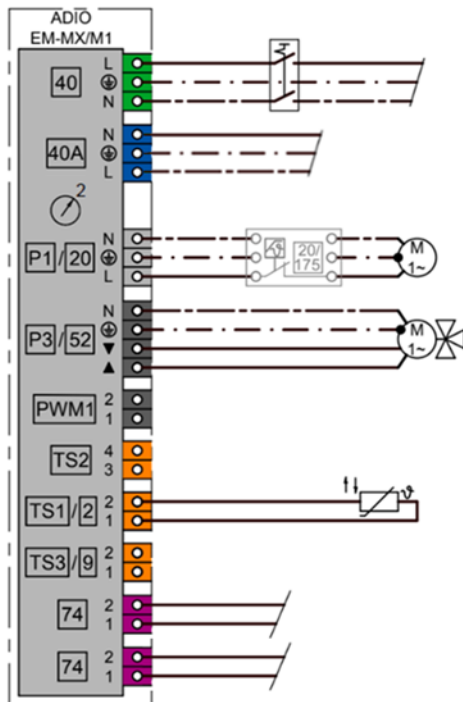 ADIO
EM-MX/M1
L
40
N
N
40A
L
2
N
P1 / 20
L
20/
175
M
1~
N
P3 / 52
▼
▲
M
1~
PWM1 2
1
TS2 4
3
TS1 / 2 2
1
ϑ
TS3 / 9 2
1
74 2
1
74 2
1